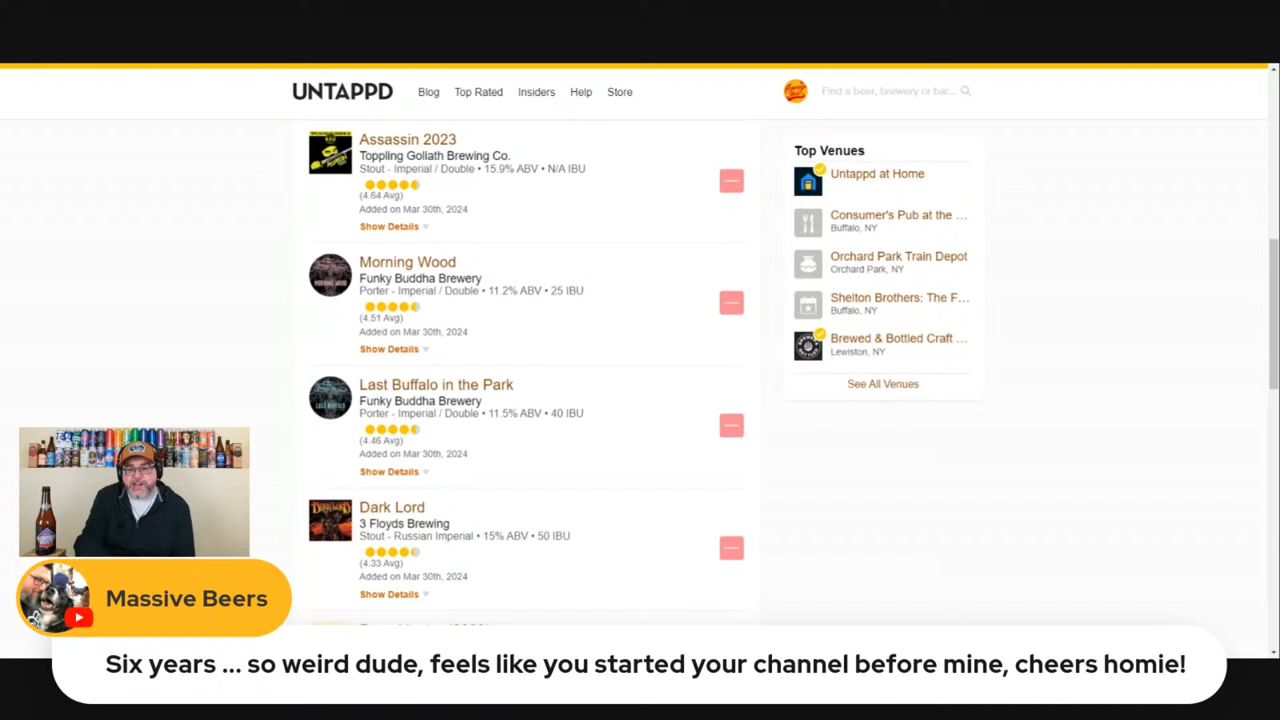 UNTAPPD
Blog Top Rated Insiders Help Store
Find a beer, brewery or bar...
Assassin 2023
Toppling Goliath Brewing Co.
Stout - Imperial / Double • 15.9% ABV • N/A IBU
(4.64 Avg)
Added on Mar 30th, 2024
Show Details
Morning Wood
Funky Buddha Brewery
Porter - Imperial / Double • 11.2% ABV • 25 IBU
(4.51 Avg)
Added on Mar 30th, 2024
Show Details
Last Buffalo in the Park
Funky Buddha Brewery
Porter - Imperial / Double • 11.5% ABV • 40 IBU
(4.46 Avg)
Added on Mar 30th, 2024
Show Details
DARK LORD
Dark Lord
3 Floyds Brewing
Stout - Russian Imperial • 15% ABV • 50 IBU
(4.33 Avg)
Added on Mar 30th, 2024
Show Details
Top Venues
Untappd at Home
Consumer's Pub at the ...
Buffalo, NY
Orchard Park Train Depot
Orchard Park, NY
Shelton Brothers: The F...
Buffalo, NY
Brewed & Bottled Craft ...
Lewiston, NY
See All Venues
Massive Beers
Six years ... so weird dude, feels like you started your channel before mine, cheers homie!